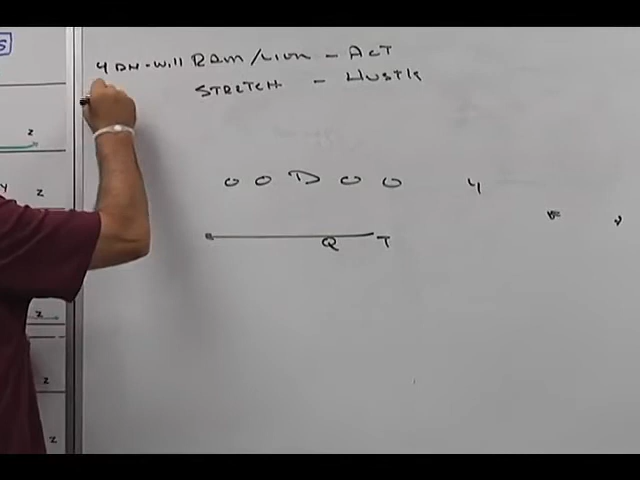 4 DN - Will RAM/LION - ACT
STRETCH - HUSTLE
Z
Y Z
O O O O Y
Q T
Z
Z
Z